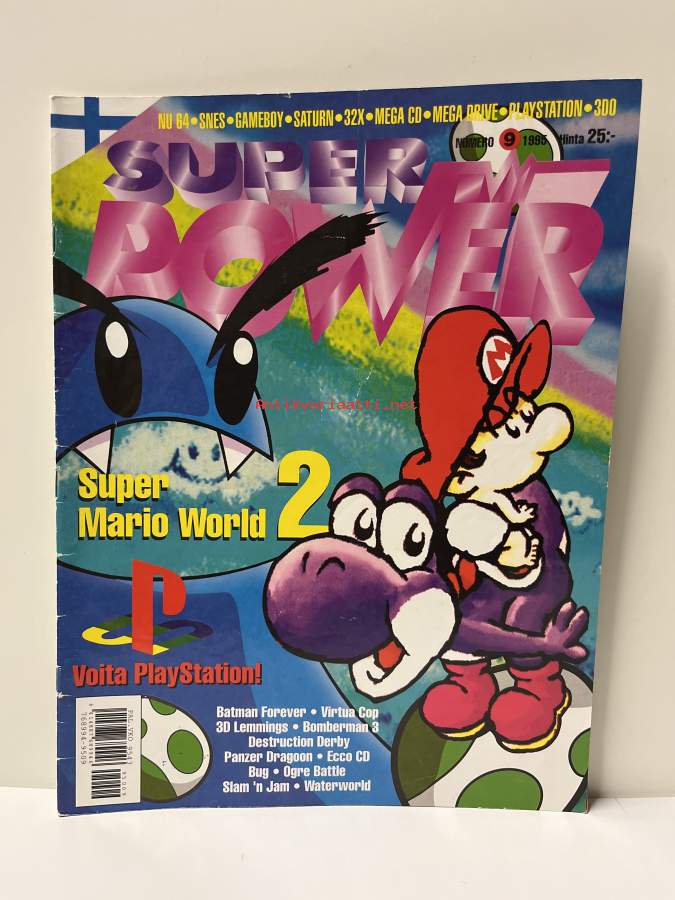 NU 64•SNES•GAMEBOY•SATURN•32X•MEGA CD•MEGA DRIVE•PLAYSTATION•3DO
NUMERO 9 1995 Hinta 25:-
SUPER
POWER
M
Antikvariaatti.net
Super
Mario World 2
Voita PlayStation!
Batman Forever • Virtua Cop
3D Lemmings • Bomberman 3
Destruction Derby
Panzer Dragoon • Ecco CD
Bug • Ogre Battle
Slam 'n Jam • Waterworld
768994-9509